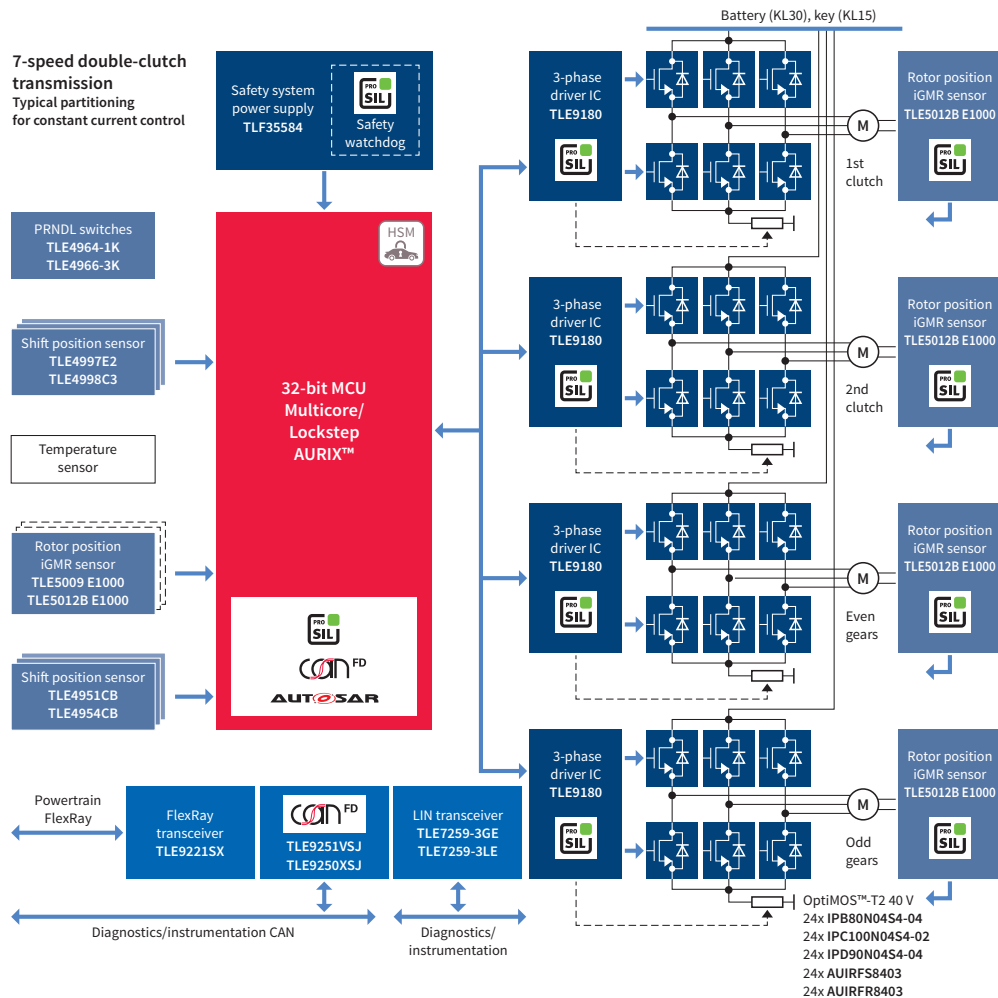 7-speed double-clutch
transmission
Typical partitioning
for constant current control
Safety system
power supply
TLF35584
PRO
SIL
Safety
watchdog
Battery (KL30), key (KL15)
PRNDL switches
TLE4964-1K
TLE4966-3K
Shift position sensor
TLE4997E2
TLE4998C3
Temperature
sensor
Rotor position
iGMR sensor
TLE5009 E1000
TLE5012B E1000
Shift position sensor
TLE4951CB
TLE4954CB
HSM
32-bit MCU
Multicore/
Lockstep
AURIX™
PRO
SIL
CAN FD
AUTOSAR
3-phase
driver IC
TLE9180
PRO
SIL
M
1st
clutch
Rotor position
iGMR sensor
TLE5012B E1000
PRO
SIL
3-phase
driver IC
TLE9180
PRO
SIL
M
2nd
clutch
Rotor position
iGMR sensor
TLE5012B E1000
PRO
SIL
3-phase
driver IC
TLE9180
PRO
SIL
M
Even
gears
Rotor position
iGMR sensor
TLE5012B E1000
PRO
SIL
3-phase
driver IC
TLE9180
PRO
SIL
M
Odd
gears
Rotor position
iGMR sensor
TLE5012B E1000
PRO
SIL
Powertrain
FlexRay
FlexRay
transceiver
TLE9221SX
CAN FD
TLE9251VSJ
TLE9250XSJ
LIN transceiver
TLE7259-3GE
TLE7259-3LE
Diagnostics/instrumentation CAN
Diagnostics/
instrumentation
OptiMOS™-T2 40 V
24x IPB80N04S4-04
24x IPC100N04S4-02
24x IPD90N04S4-04
24x AUIRFS8403
24x AUIRFR8403